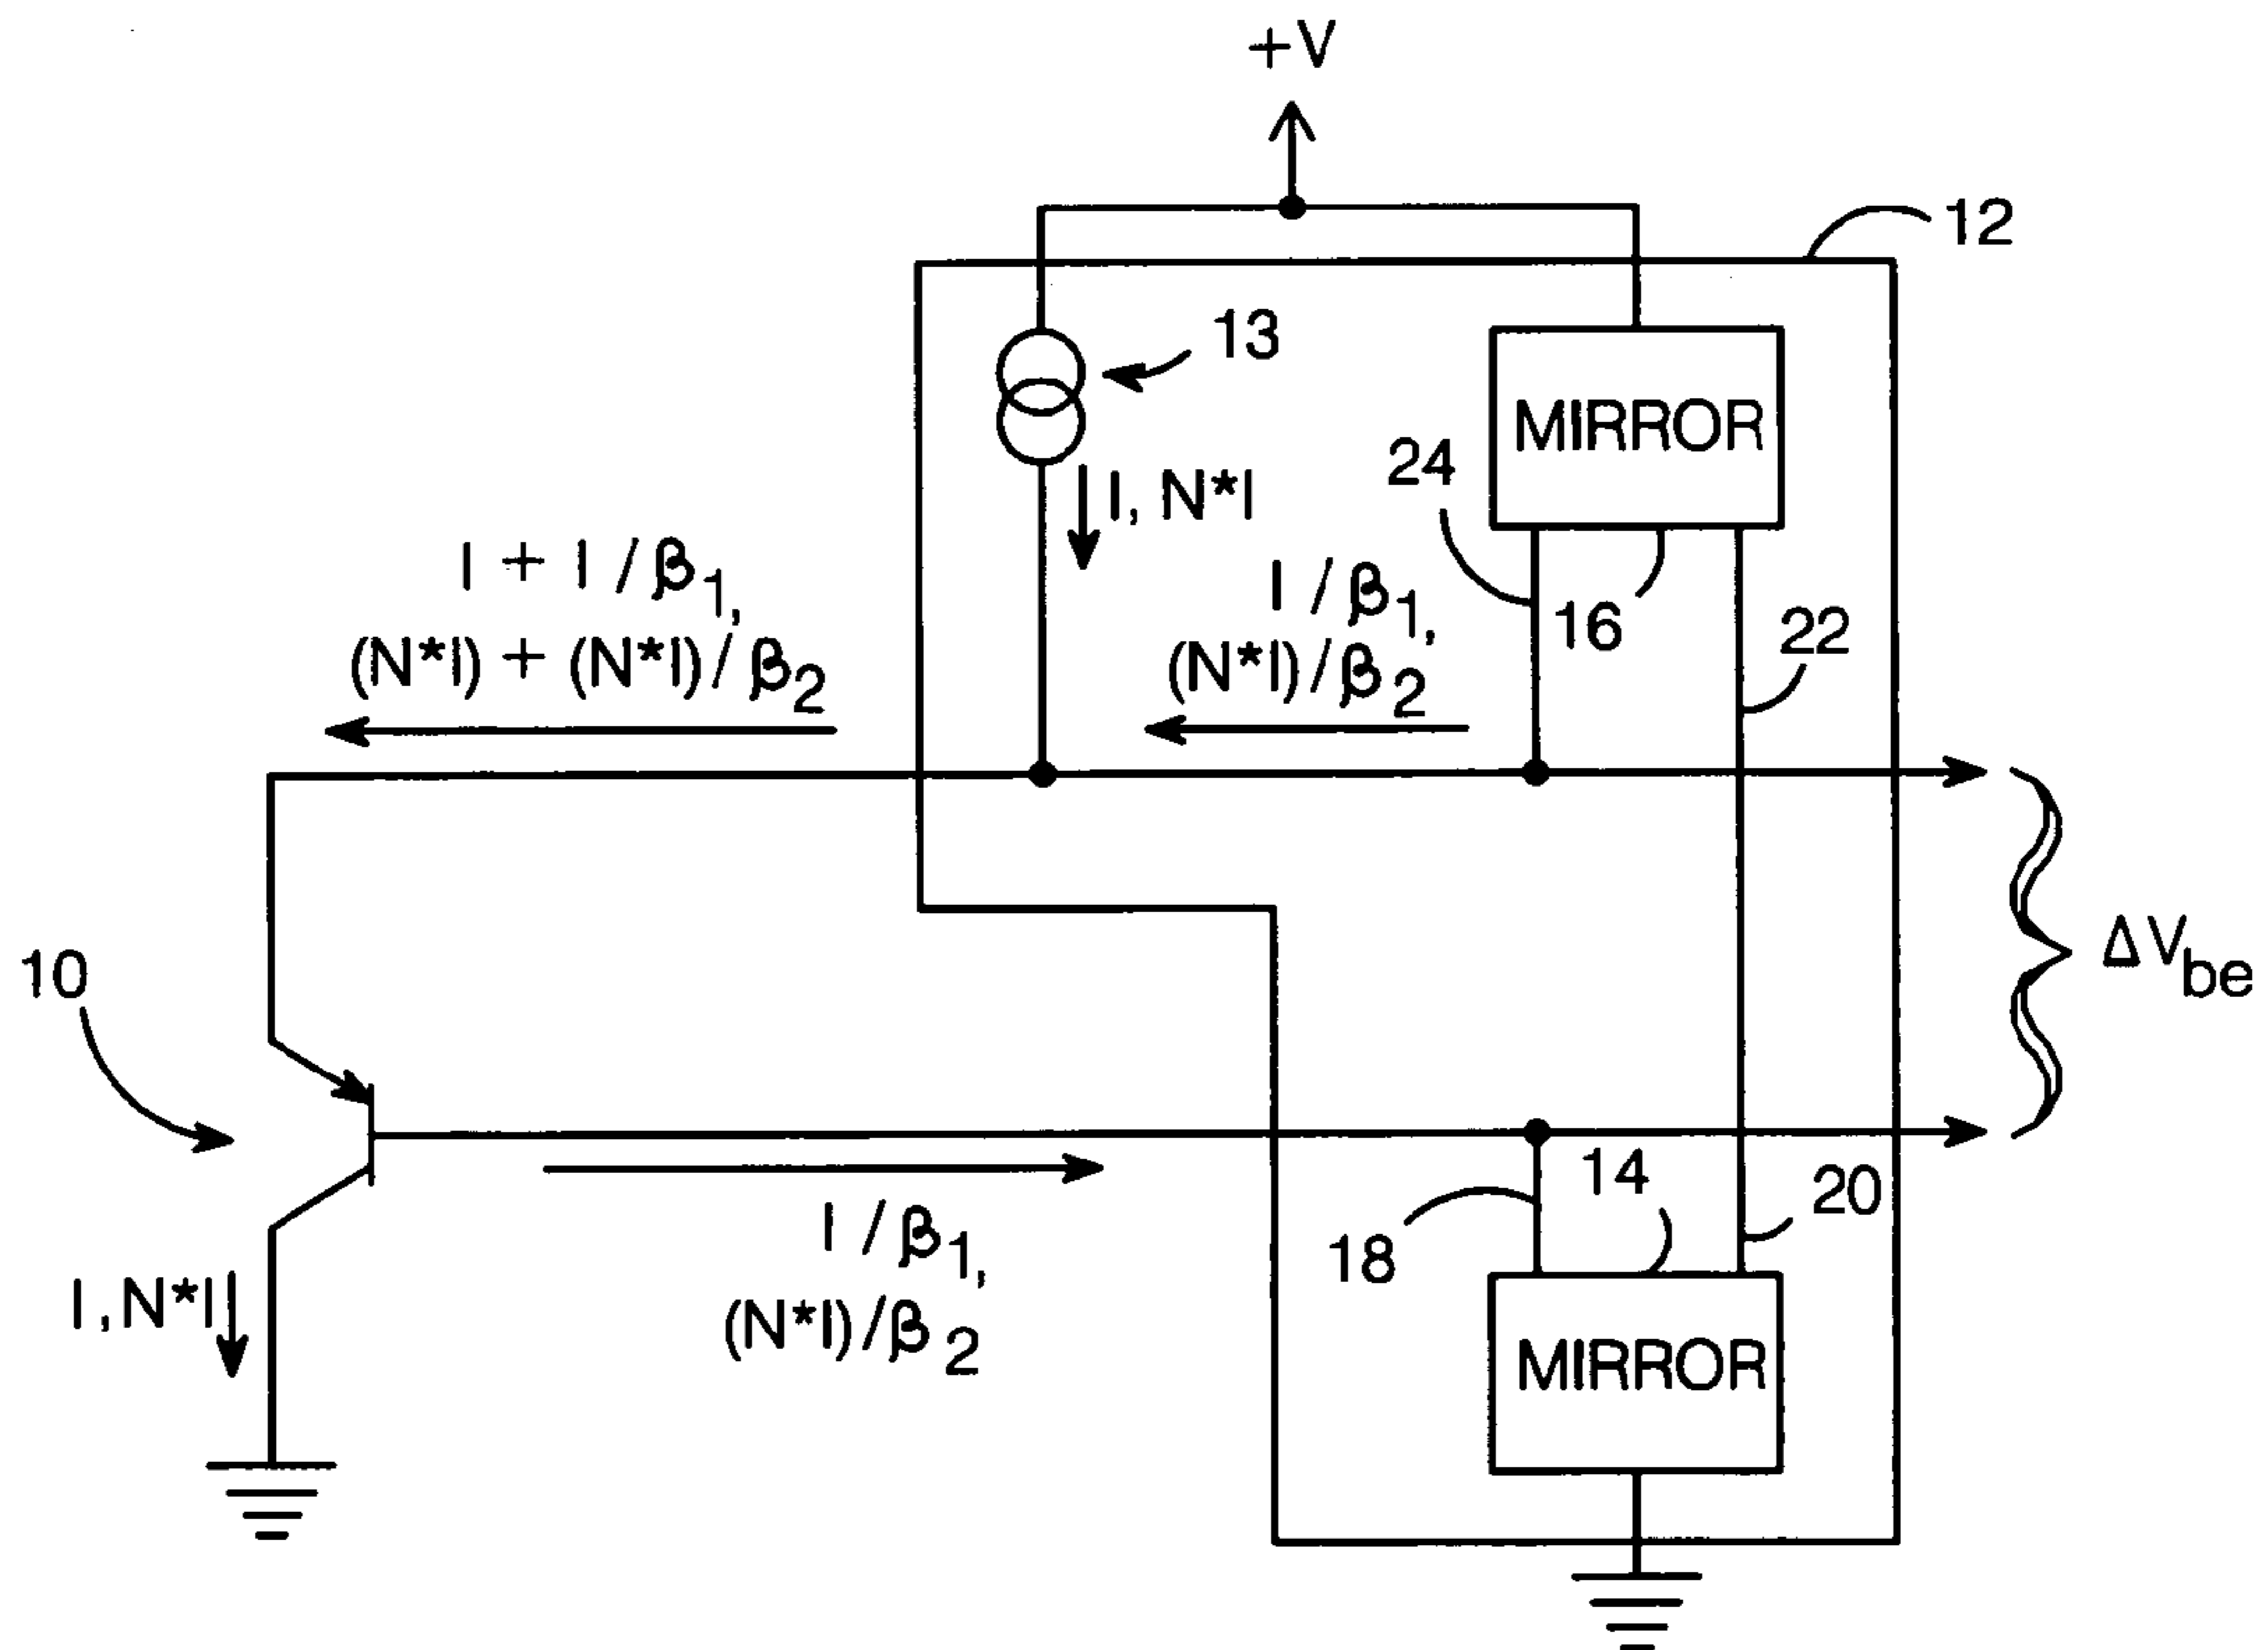 +V
12
13
MIRROR
24
I, N*I
I + I/β1,
(N*I) + (N*I)/β2
I/β1,
(N*I)/β2
16
22
10
ΔVbe
14
20
18
I/β1,
(N*I)/β2
I,N*I
MIRROR